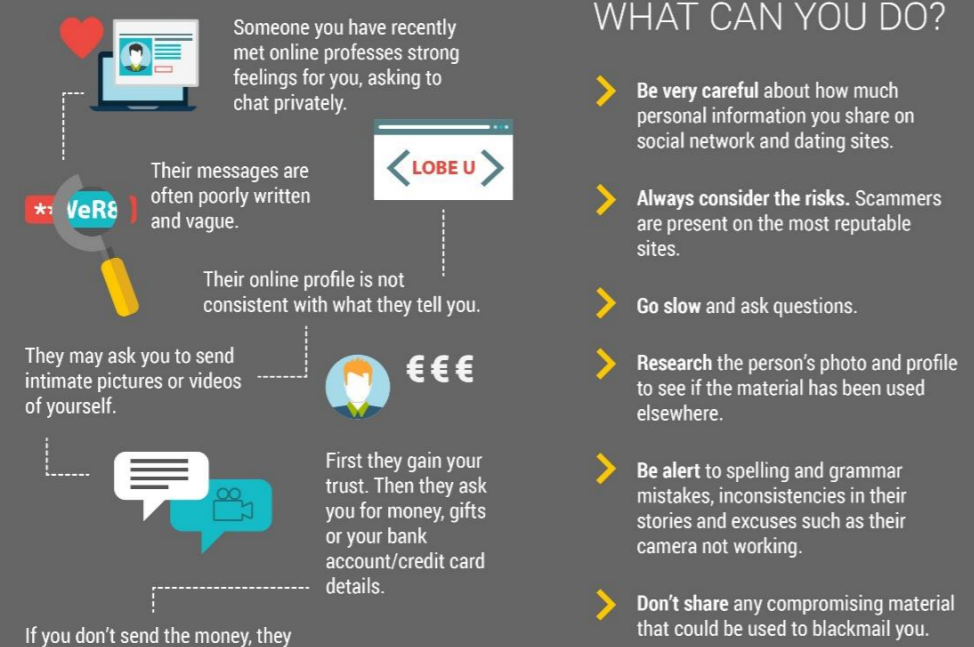 Someone you have recently
met online professes strong
feelings for you, asking to
chat privately.
LOBE U
Their messages are
often poorly written
and vague.
** VeR8
Their online profile is not
consistent with what they tell you.
They may ask you to send
intimate pictures or videos
of yourself.
€€€
First they gain your
trust. Then they ask
you for money, gifts
or your bank
account/credit card
details.
If you don't send the money, they
WHAT CAN YOU DO?
Be very careful about how much
personal information you share on
social network and dating sites.
Always consider the risks. Scammers
are present on the most reputable
sites.
Go slow and ask questions.
Research the person's photo and profile
to see if the material has been used
elsewhere.
Be alert to spelling and grammar
mistakes, inconsistencies in their
stories and excuses such as their
camera not working.
Don't share any compromising material
that could be used to blackmail you.